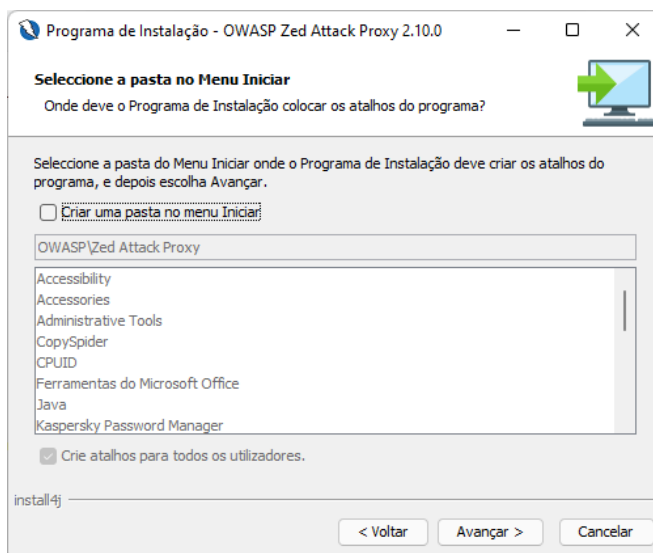 Programa de Instalação - OWASP Zed Attack Proxy 2.10.0
Seleccione a pasta no Menu Iniciar
Onde deve o Programa de Instalação colocar os atalhos do programa?
Seleccione a pasta do Menu Iniciar onde o Programa de Instalação deve criar os atalhos do
programa, e depois escolha Avançar.
Criar uma pasta no menu Iniciar
OWASP\Zed Attack Proxy
Accessibility
Accessories
Administrative Tools
CopySpider
CPUID
Ferramentas do Microsoft Office
Java
Kaspersky Password Manager
Crie atalhos para todos os utilizadores.
install4j
< Voltar
Avançar >
Cancelar